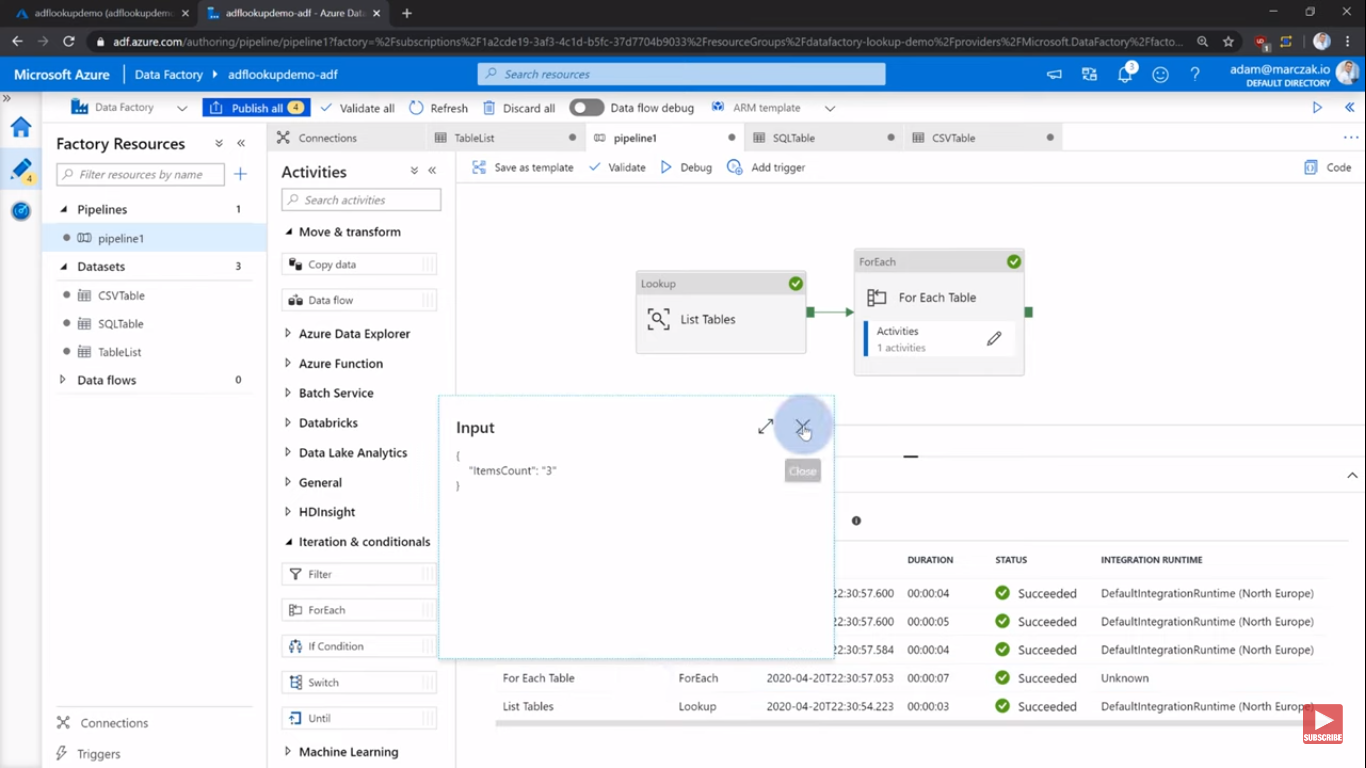 adflookupdemo (adflookupdemo
adflookupdemo-adf - Azure Data
adf.azure.com/authoring/pipeline/pipeline1?factory=%2Fsubscriptions%2F1a2cde19-3af3-4c1d-b5fc-37d7704b9033%2FresourceGroups%2Fdatafactory-lookup-demo%2Fproviders%2FMicrosoft.DataFactory%2Ffacto...
Microsoft Azure
Data Factory
adflookupdemo-adf
Search resources
3
adam@marczak.io
DEFAULT DIRECTORY
Data Factory
Publish all 4
Validate all
Refresh
Discard all
Data flow debug
ARM template
4
Factory Resources
Filter resources by name
Pipelines 1
pipeline1
Datasets 3
CSVTable
SQLTable
TableList
Data flows 0
Connections
Triggers
Connections
TableList
pipeline1
SQLTable
CSVTable
Activities
Search activities
Move & transform
Copy data
Data flow
Azure Data Explorer
Azure Function
Batch Service
Databricks
Data Lake Analytics
General
HDInsight
Iteration & conditionals
Filter
ForEach
If Condition
Switch
Until
Machine Learning
Save as template
Validate
Debug
Add trigger
Code
Lookup
List Tables
ForEach
For Each Table
Activities
1 activities
Input
Close
{
"ItemsCount": "3"
}
DURATION STATUS INTEGRATION RUNTIME
22:30:57.600 00:00:04 Succeeded DefaultIntegrationRuntime (North Europe)
22:30:57.600 00:00:05 Succeeded DefaultIntegrationRuntime (North Europe)
22:30:57.584 00:00:04 Succeeded DefaultIntegrationRuntime (North Europe)
For Each Table ForEach 2020-04-20T22:30:57.053 00:00:07 Succeeded Unknown
List Tables Lookup 2020-04-20T22:30:54.223 00:00:03 Succeeded DefaultIntegrationRuntime (North Europe)
SUBSCRIBE